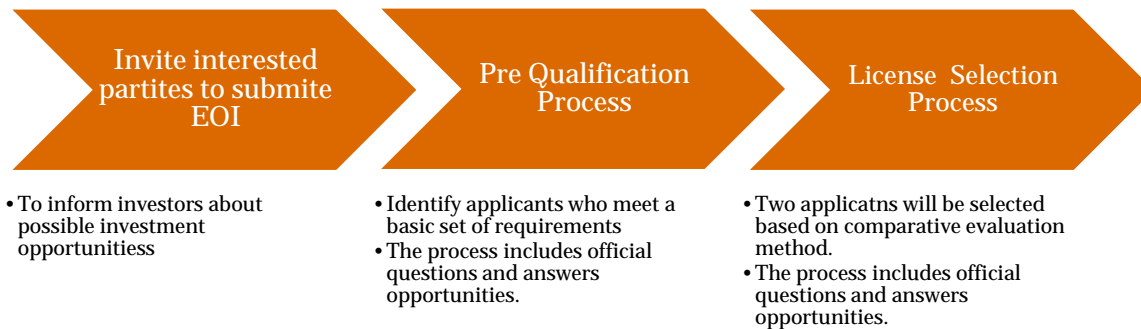 Invite interested
partites to submite
EOI
Pre Qualification
Process
License Selection
Process
• To inform investors about
possible investment
opportunitiess
• Identify applicants who meet a
basic set of requirements
• The process includes official
questions and answers
opportunities.
• Two applicatns will be selected
based on comparative evaluation
method.
• The process includes official
questions and answers
opportunities.